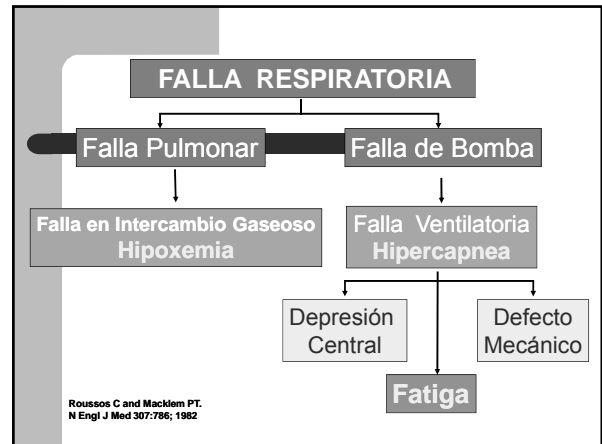 FALLA RESPIRATORIA
Falla Pulmonar
Falla de Bomba
Falla en Intercambio Gaseoso
Hipoxemia
Falla Ventilatoria
Hipercapnea
Depresión
Central
Defecto
Mecánico
Fatiga
Roussos C and Macklem PT.
N Engl J Med 307:786; 1982